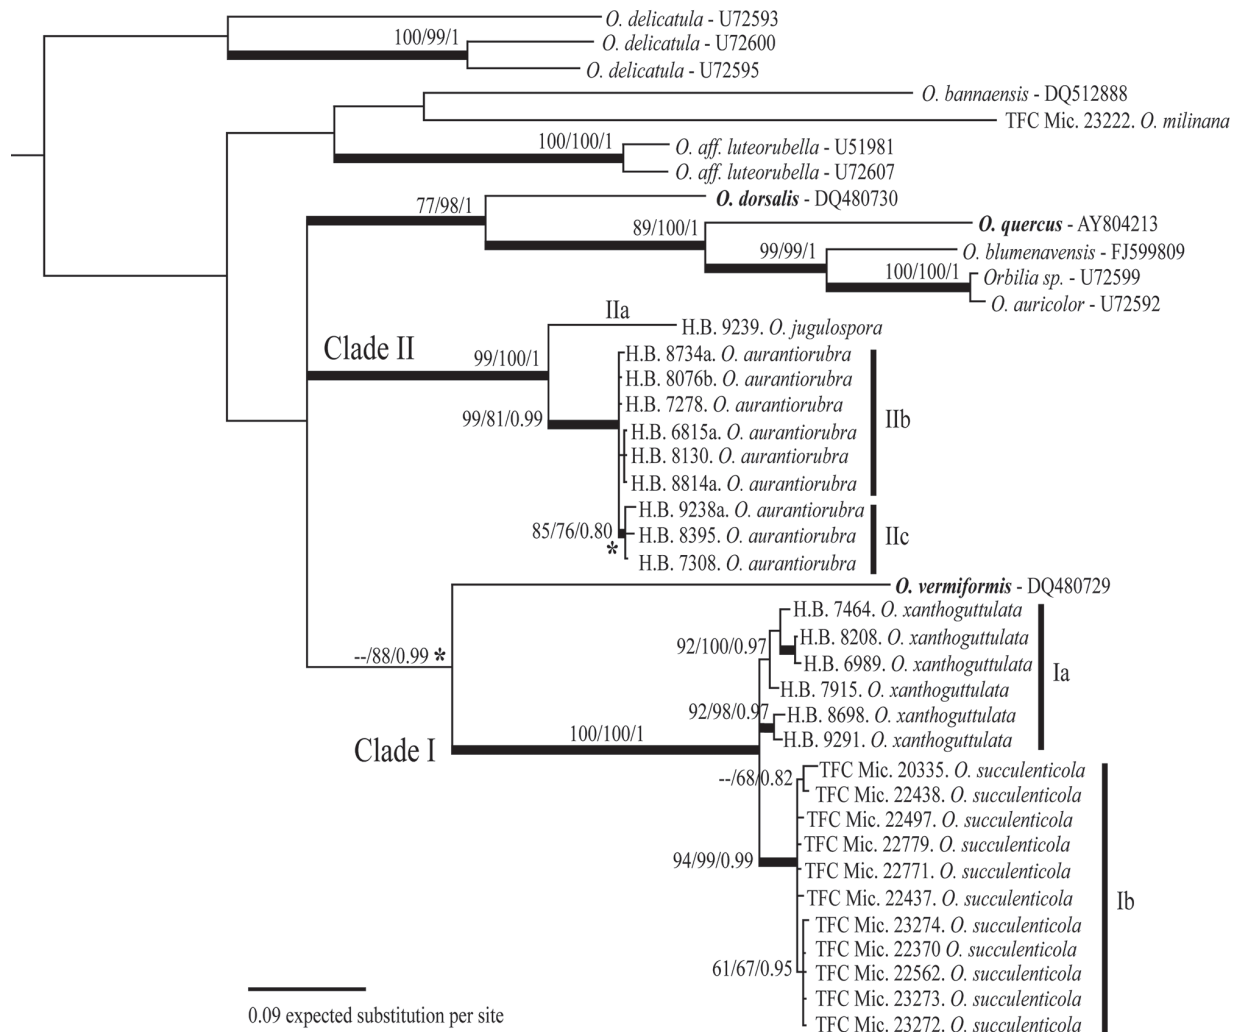 O. delicatula - U72593
100/99/1
O. delicatula - U72600
O. delicatula - U72595
O. bannaensis - DQ512888
TFC Mic. 23222. O. milinana
100/100/1
O. aff. luteorubella - U51981
O. aff. luteorubella - U72607
77/98/1
O. dorsalis - DQ480730
89/100/1
O. quercus - AY804213
99/99/1
O. blumenavensis - FJ599809
100/100/1
Orbilia sp. - U72599
O. auricolor - U72592
IIa
H.B. 9239. O. jugulospora
Clade II
99/100/1
H.B. 8734a. O. aurantiorubra
H.B. 8076b. O. aurantiorubra
H.B. 7278. O. aurantiorubra
99/81/0.99
IIb
H.B. 6815a. O. aurantiorubra
H.B. 8130. O. aurantiorubra
H.B. 8814a. O. aurantiorubra
H.B. 9238a. O. aurantiorubra
85/76/0.80
*
H.B. 8395. O. aurantiorubra
IIc
H.B. 7308. O. aurantiorubra
O. vermiformis - DQ480729
H.B. 7464. O. xanthoguttulata
--/88/0.99 *
92/100/0.97
H.B. 8208. O. xanthoguttulata
H.B. 6989. O. xanthoguttulata
Ia
H.B. 7915. O. xanthoguttulata
92/98/0.97
H.B. 8698. O. xanthoguttulata
H.B. 9291. O. xanthoguttulata
100/100/1
Clade I
--/68/0.82
TFC Mic. 20335. O. succulenticola
TFC Mic. 22438. O. succulenticola
TFC Mic. 22497. O. succulenticola
TFC Mic. 22779. O. succulenticola
94/99/0.99
TFC Mic. 22771. O. succulenticola
TFC Mic. 22437. O. succulenticola
Ib
TFC Mic. 23274. O. succulenticola
TFC Mic. 22370 O. succulenticola
61/67/0.95
TFC Mic. 22562. O. succulenticola
TFC Mic. 23273. O. succulenticola
TFC Mic. 23272. O. succulenticola
0.09 expected substitution per site